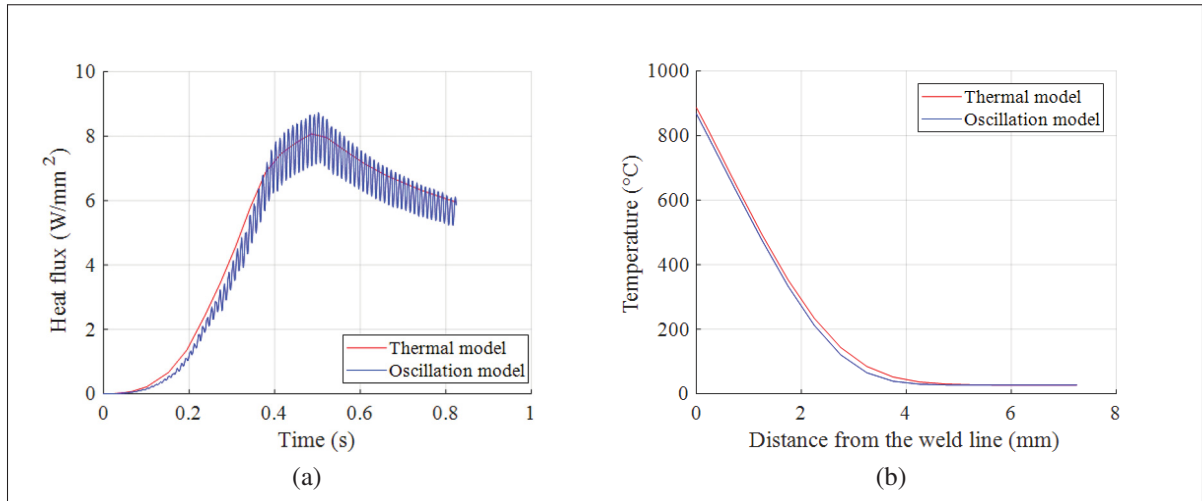 10
8
6
4
2
0
Heat flux (W/mm ²)
Thermal model
Oscillation model
0 0.2 0.4 0.6 0.8 1
Time (s)
(a)
1000
800
600
400
200
0
Temperature (°C)
Thermal model
Oscillation model
0 2 4 6 8
Distance from the weld line (mm)
(b)